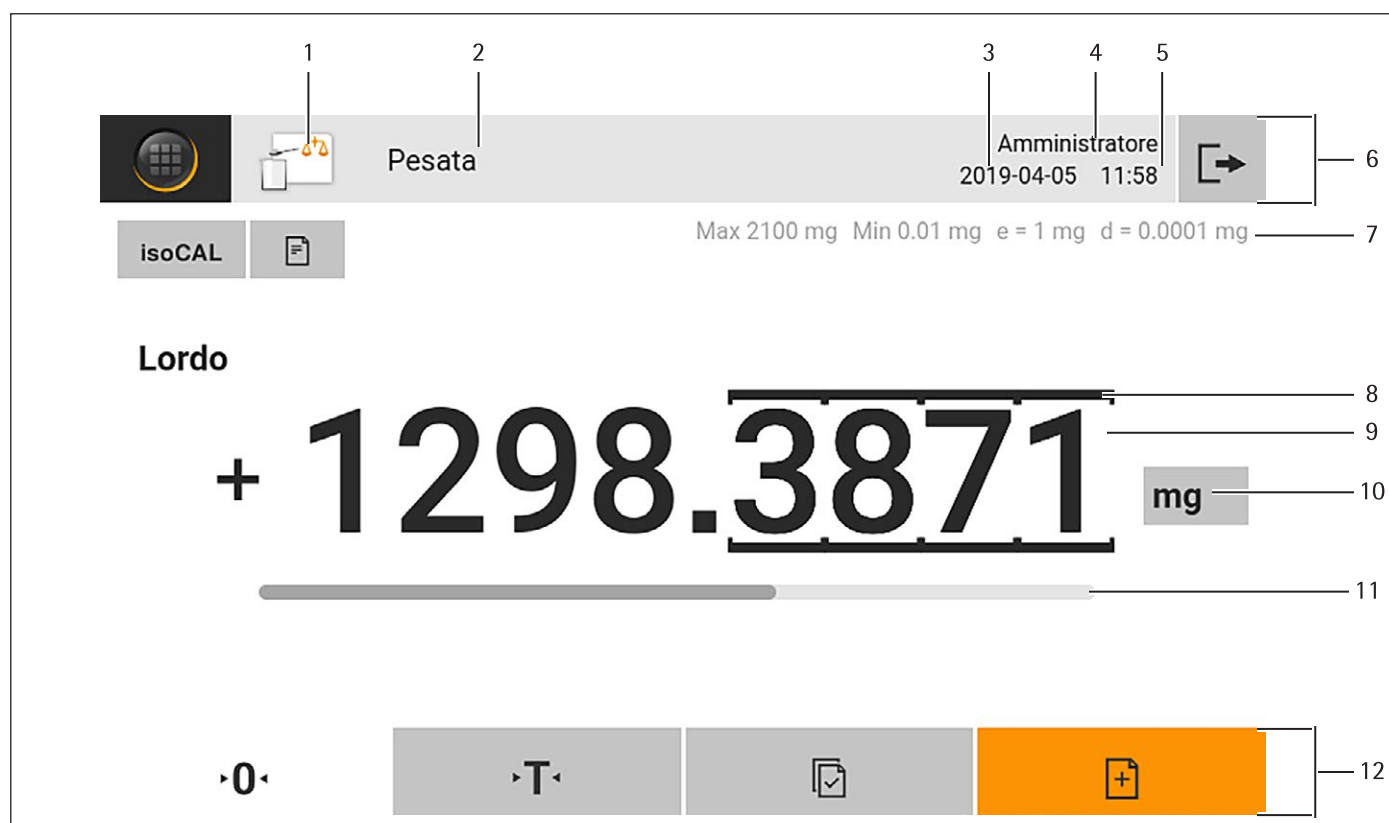 1 2 3 4 5
Pesata
Amministratore
2019-04-05 11:58
6
isoCAL
Max 2100 mg Min 0.01 mg e = 1 mg d = 0.0001 mg
7
Lordo
8
+ 1298.3871
9
mg
10
11
0 T
12